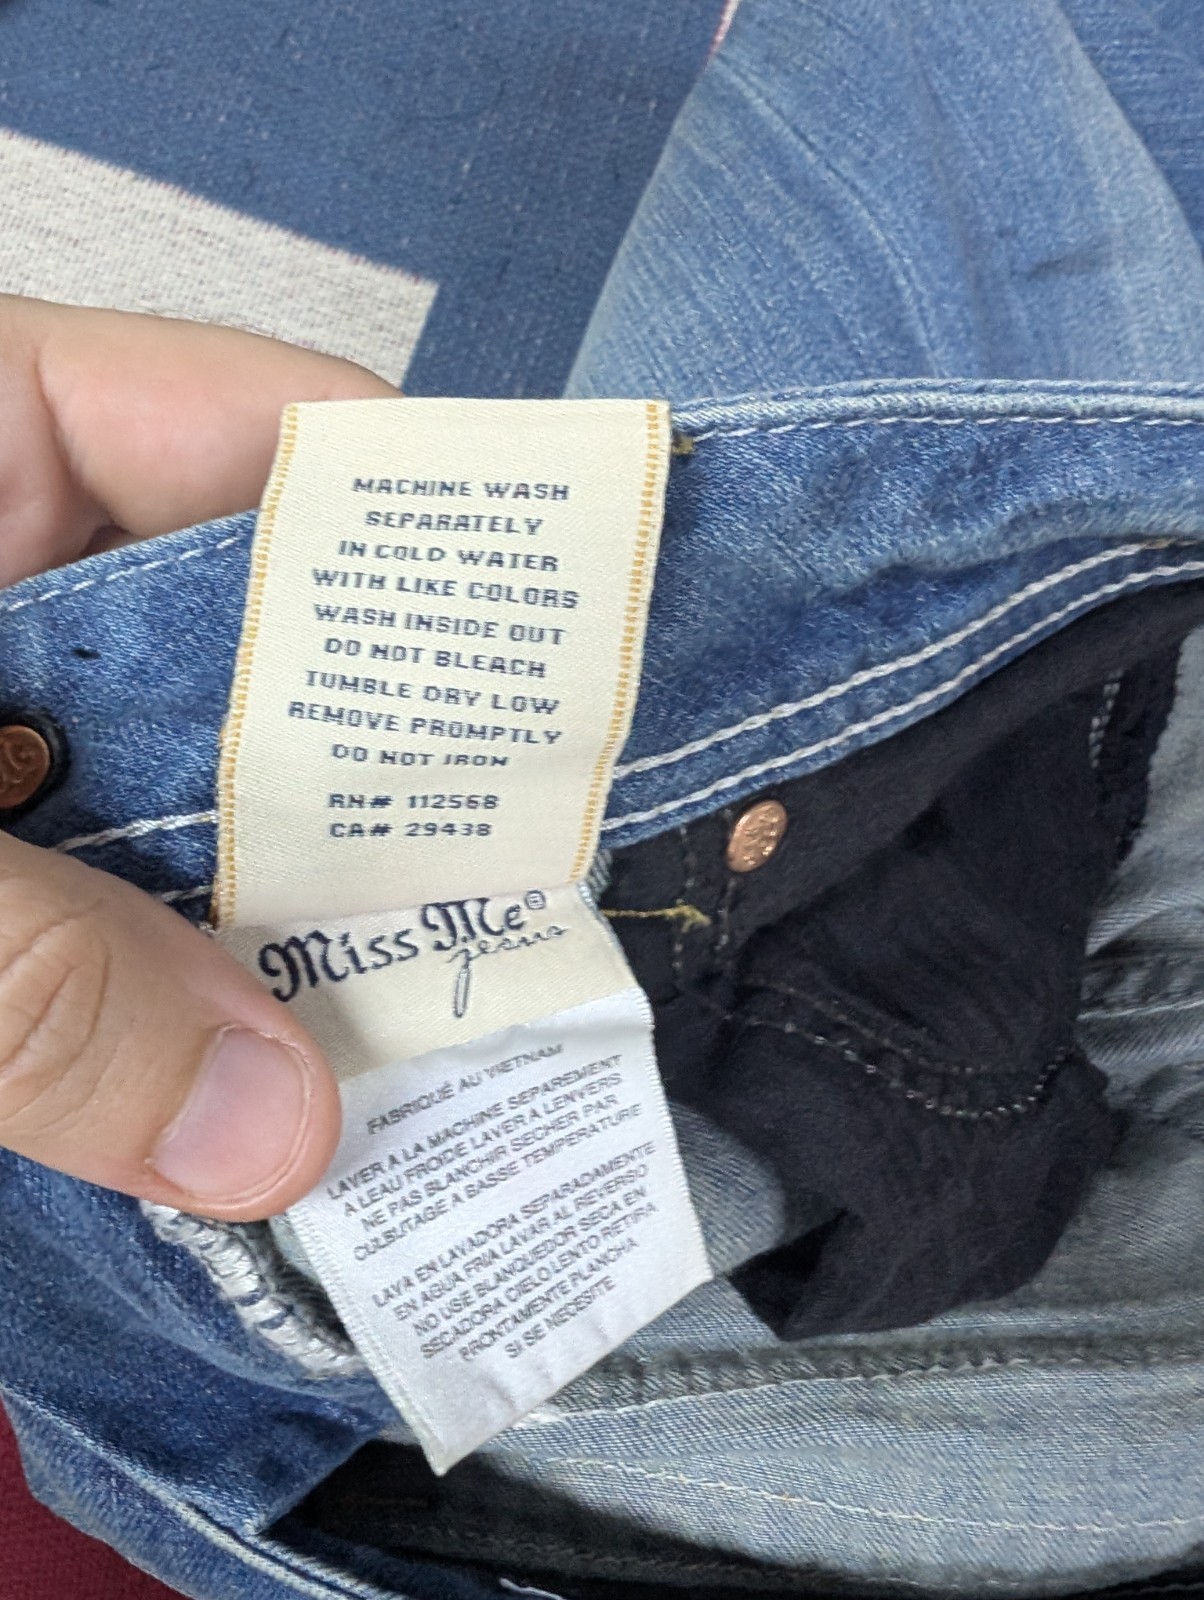 MACHINE WASH
SEPARATELY
IN COLD WATER
WITH LIKE COLORS
WASH INSIDE OUT
DO NOT BLEACH
TUMBLE DRY LOW
REMOVE PROMPTLY
DO NOT IRON
RN# 112568
CA# 29438
Miss Me®
jeans
FABRIQUÉ AU VIETNAM
LAVER A LA MACHINE SEPAREMENT
A LEAU FROIDE LAVER A LENVERS
NE PAS BLANCHIR SECHER PAR
CULBUTAGE A BASSE TEMPERATURE
LAVA EN LAVADORA SEPARADAMENTE
EN AGUA FRIA LAVAR AL REVERSO
NO USE BLANQUEDOR SECA EN
SECADORA CIELO LENTO RETIRA
PRONTAMENTE PLANCHA
SI SE NECESITE